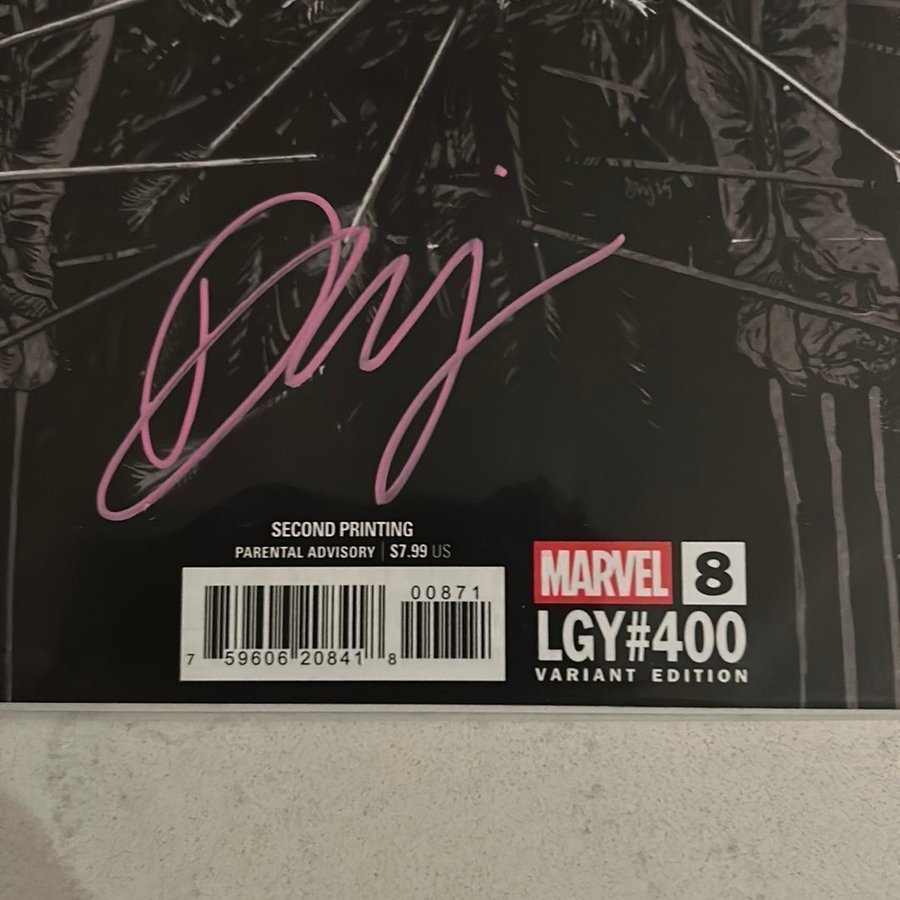 SECOND PRINTING
PARENTAL ADVISORY | $7.99 US
00871
7 59606 20841 8
MARVEL 8
LGY#400
VARIANT EDITION